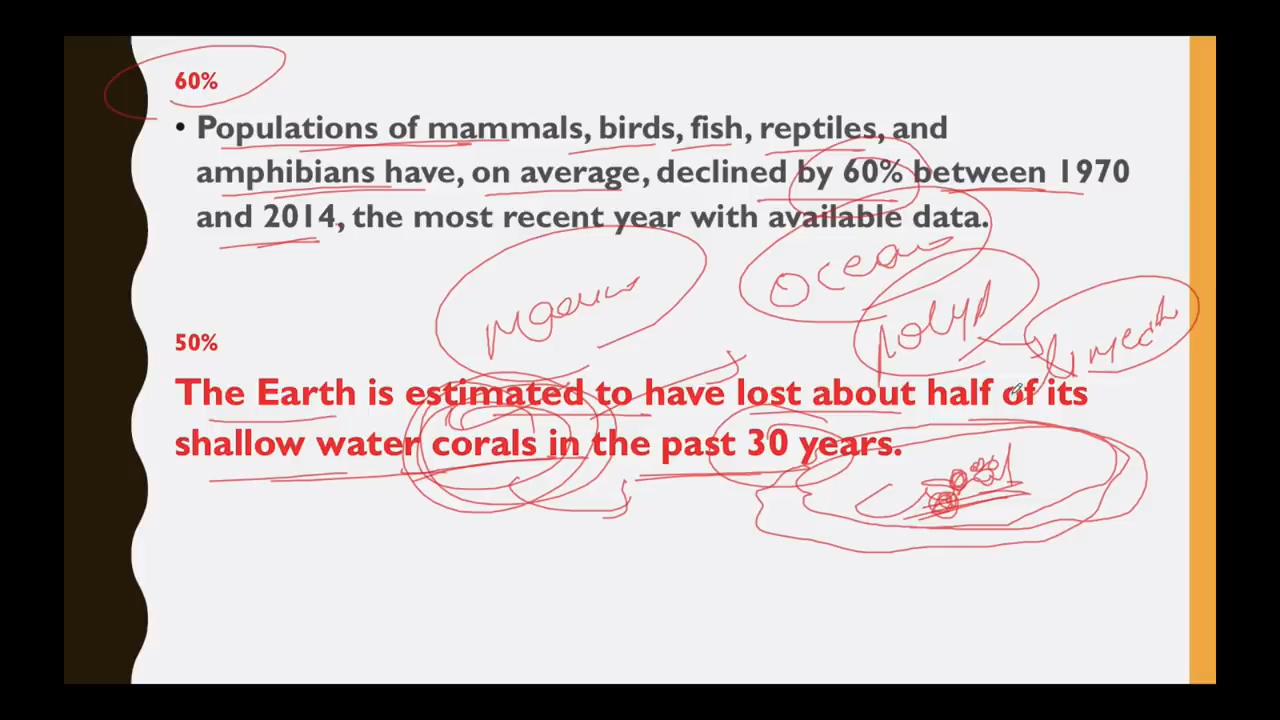 60%
• Populations of mammals, birds, fish, reptiles, and
amphibians have, on average, declined by 60% between 1970
and 2014, the most recent year with available data.
ocean
polyp
50%
The Earth is estimated to have lost about half of its
shallow water corals in the past 30 years.